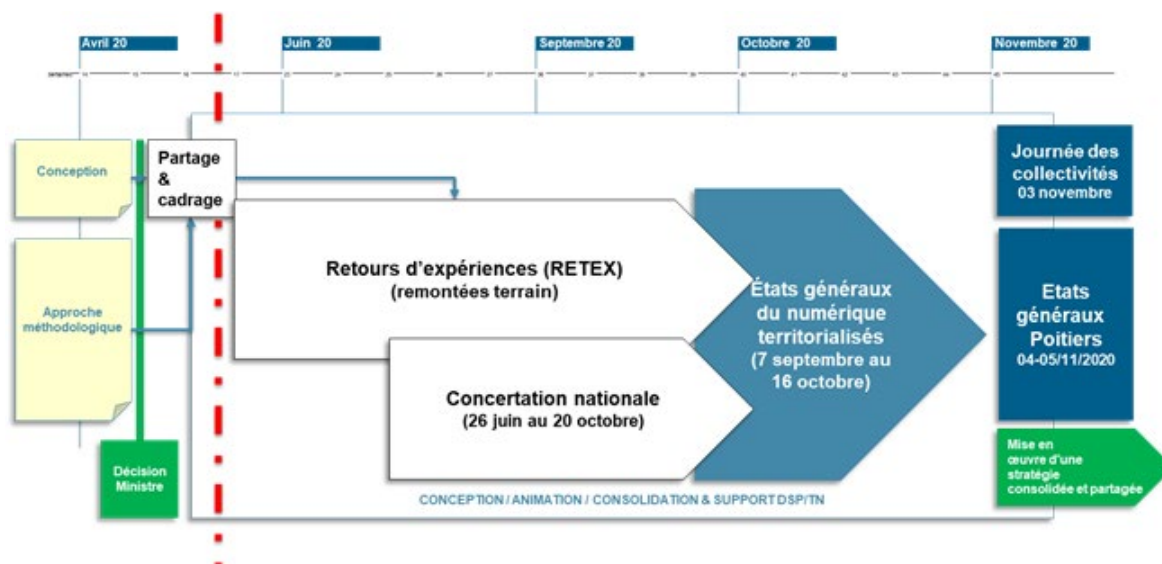 Avril 20
Juin 20
Septembre 20
Octobre 20
Novembre 20
Conception
Partage
&
cadrage
Journée des
collectivités
03 novembre
Approche
méthodologique
Retours d'expériences (RETEX)
(remontées terrain)
États généraux
du numérique
territorialisés
(7 septembre au
16 octobre)
Etats
généraux
Poitiers
04-05/11/2020
Concertation nationale
(26 juin au 20 octobre)
Décision
Ministre
Mise en
œuvre d'une
stratégie
consolidée et partagée
CONCEPTION / ANIMATION / CONSOLIDATION & SUPPORT DSP/TN